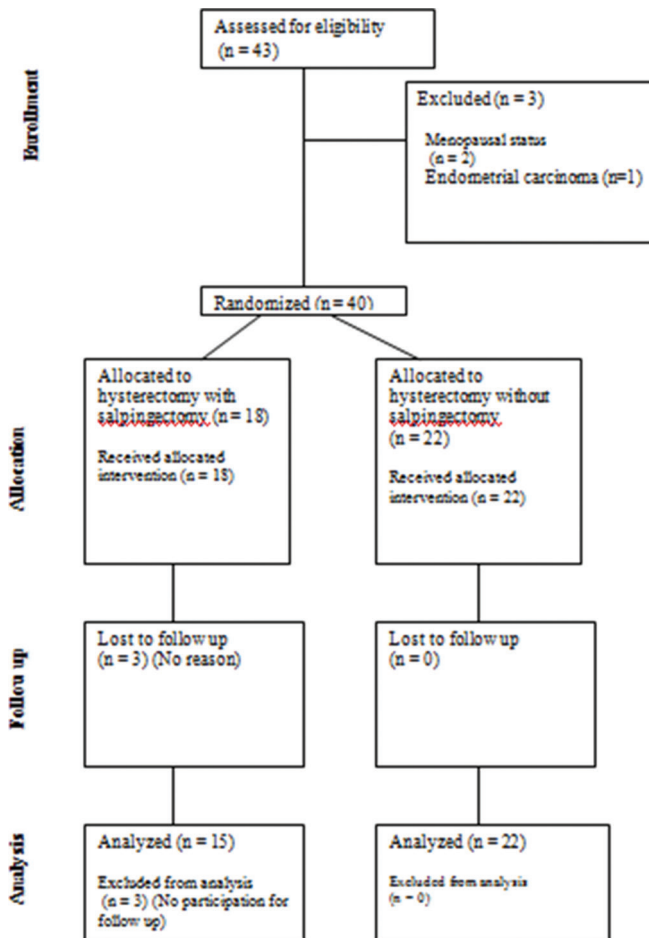 Assessed for eligibility
(n = 43)
Enrollment
Excluded (n = 3)
Menopausal status
(n = 2)
Endometrial carcinoma (n=1)
Randomized (n = 40)
Allocation
Allocated to
hysterectomy with
salpingectomy (n = 18)
Received allocated
intervention (n = 18)
Allocated to
hysterectomy without
salpingectomy
(n = 22)
Received allocated
intervention (n = 22)
Follow up
Lost to follow up
(n = 3) (No reason)
Lost to follow up
(n = 0)
Analysis
Analyzed (n = 15)
Excluded from analysis
(n = 3) (No participation for
follow up)
Analyzed (n = 22)
Excluded from analysis
(n = 0)